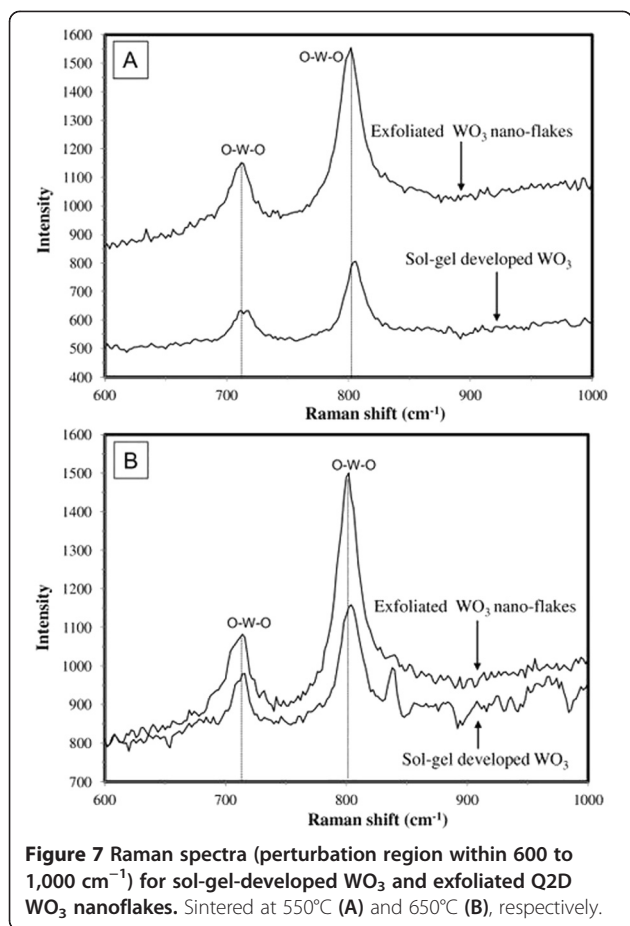 1600
1500
1400
1300
1200
1100
1000
900
800
700
600
500
400
Intensity
A
O-W-O
O-W-O
Exfoliated WO₃ nano-flakes
Sol-gel developed WO₃
600
700
800
900
1000
Raman shift (cm⁻¹)
1600
1500
1400
1300
1200
1100
1000
900
800
700
Intensity
B
O-W-O
O-W-O
Exfoliated WO₃ nano-flakes
Sol-gel developed WO₃
600
700
800
900
1000
Raman shift (cm⁻¹)
Figure 7 Raman spectra (perturbation region within 600 to
1,000 cm⁻¹) for sol-gel-developed WO₃ and exfoliated Q2D
WO₃ nanoflakes. Sintered at 550°C (A) and 650°C (B), respectively.